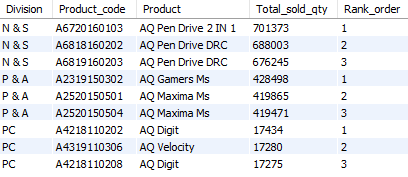 Division Product_code Product Total_sold_qty Rank_order
N & S A6720160103 AQ Pen Drive 2 IN 1 701373 1
N & S A6818160202 AQ Pen Drive DRC 688003 2
N & S A6819160203 AQ Pen Drive DRC 676245 3
P & A A2319150302 AQ Gamers Ms 428498 1
P & A A2520150501 AQ Maxima Ms 419865 2
P & A A2520150504 AQ Maxima Ms 419471 3
PC A4218110202 AQ Digit 17434 1
PC A4319110306 AQ Velocity 17280 2
PC A4218110208 AQ Digit 17275 3